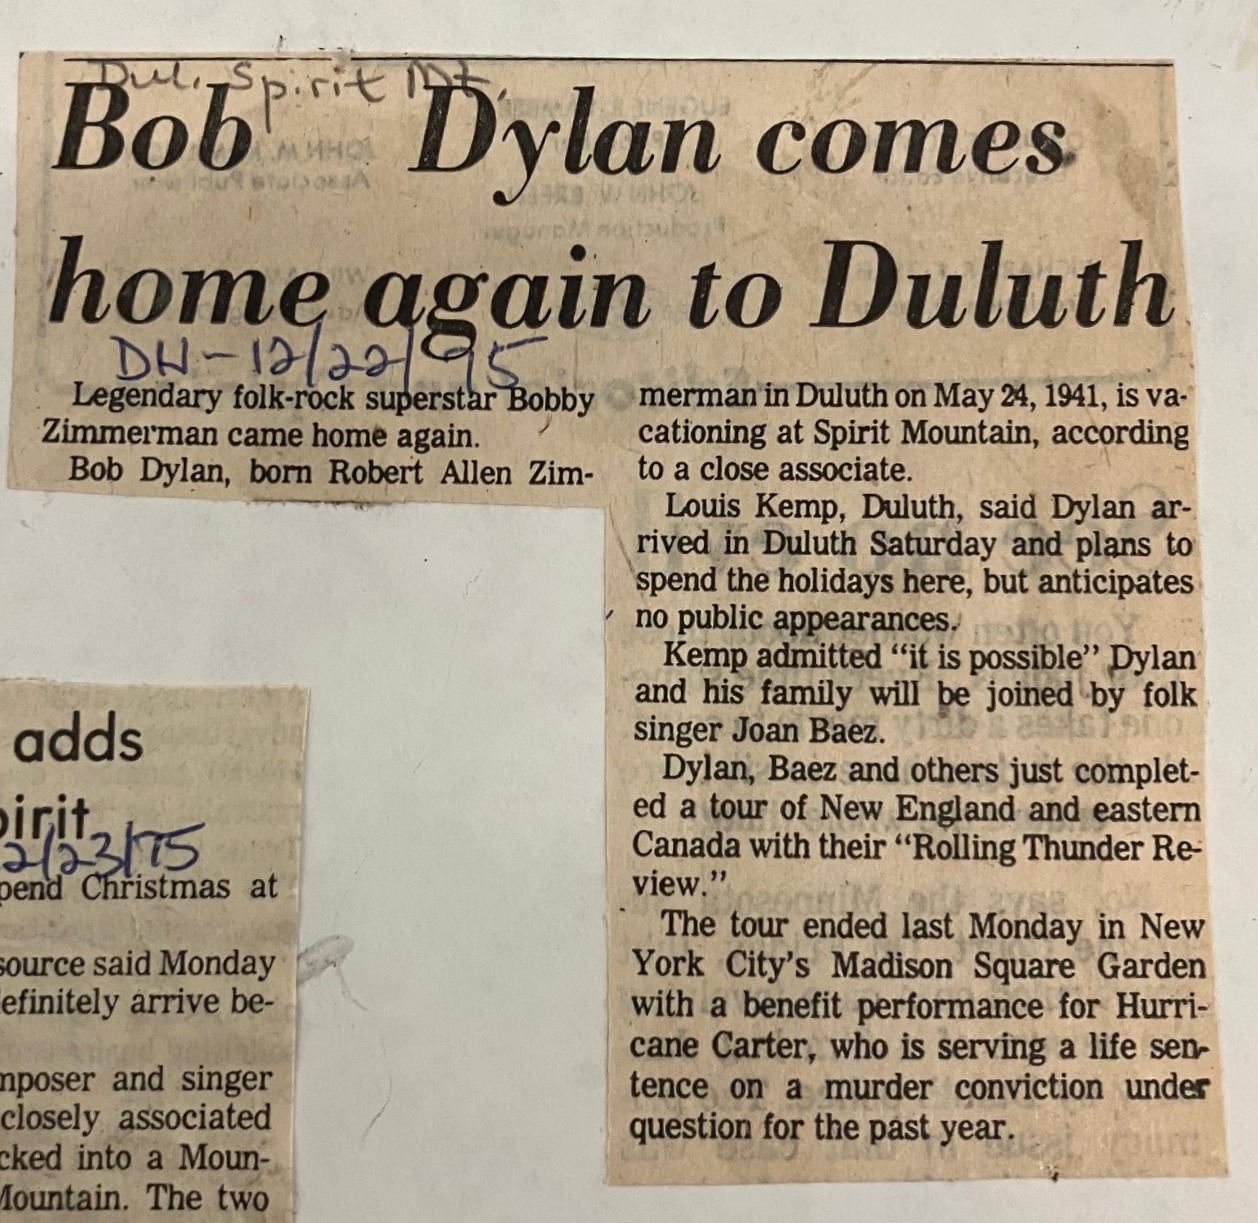 Dul. Spirit Mt.
Bob Dylan comes
home again to Duluth
DH-12/22/75
Legendary folk-rock superstar Bobby
Zimmerman came home again.
Bob Dylan, born Robert Allen Zim-
merman in Duluth on May 24, 1941, is va-
cationing at Spirit Mountain, according
to a close associate.
Louis Kemp, Duluth, said Dylan ar-
rived in Duluth Saturday and plans to
spend the holidays here, but anticipates
no public appearances.
Kemp admitted "it is possible" Dylan
and his family will be joined by folk
singer Joan Baez.
Dylan, Baez and others just complet-
ed a tour of New England and eastern
Canada with their "Rolling Thunder Re-
view."
The tour ended last Monday in New
York City's Madison Square Garden
with a benefit performance for Hurri-
cane Carter, who is serving a life sen-
tence on a murder conviction under
question for the past year.
adds
pirit
2/23/75
pend Christmas at
source said Monday
definitely arrive be-
mposer and singer
closely associated
cked into a Moun-
Mountain. The two